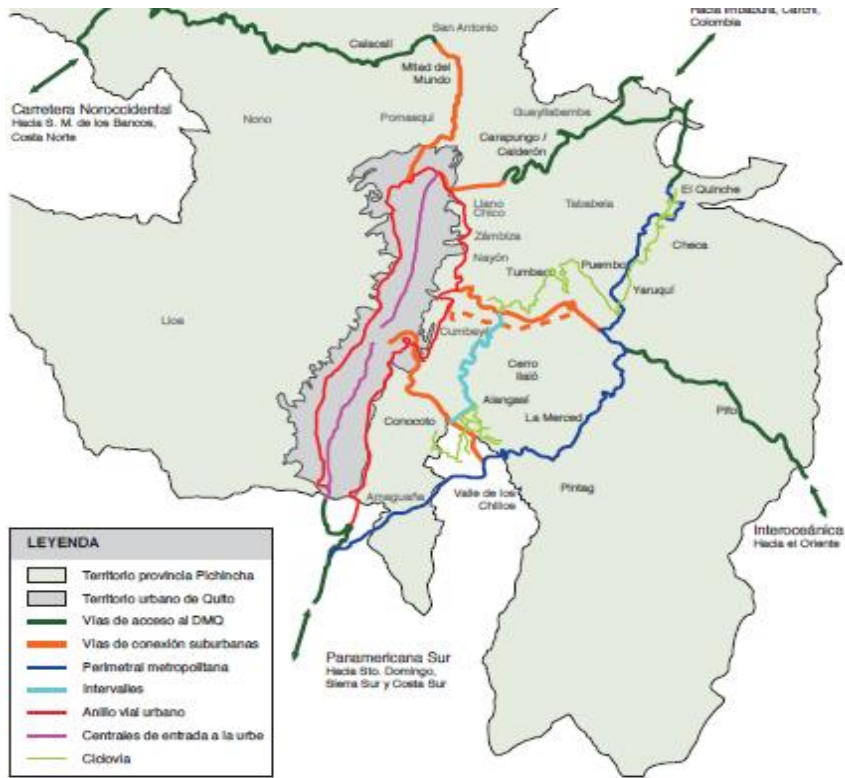 San Antonio
Hacia Imbabura, Carchi,
Colombia
Calacalí
Mitad del
Mundo
Carretera Noroccidental
Hacia S. M. de los Bancos,
Costa Norte
Nono
Pomasqui
Guayllabamba
Carapungo /
Calderón
El Quinche
Llano
Chico
Tababela
Zámbiza
Checa
Nayón
Puembo
Tumbaco
Yaruquí
Lloa
Cumbayá
Cerro
Ilaló
Alangasí
La Merced
Pifo
Conocoto
Amaguaña
Valle de los
Chillos
Píntag
Interoceánica
Hacia el Oriente
Panamericana Sur
Hacia Sto. Domingo,
Sierra Sur y Costa Sur
LEYENDA
Territorio provincia Pichincha
Territorio urbano de Quito
Vías de acceso al DMQ
Vías de conexión suburbanas
Perimetral metropolitana
Intervalles
Anillo vial urbano
Centrales de entrada a la urbe
Ciclovía